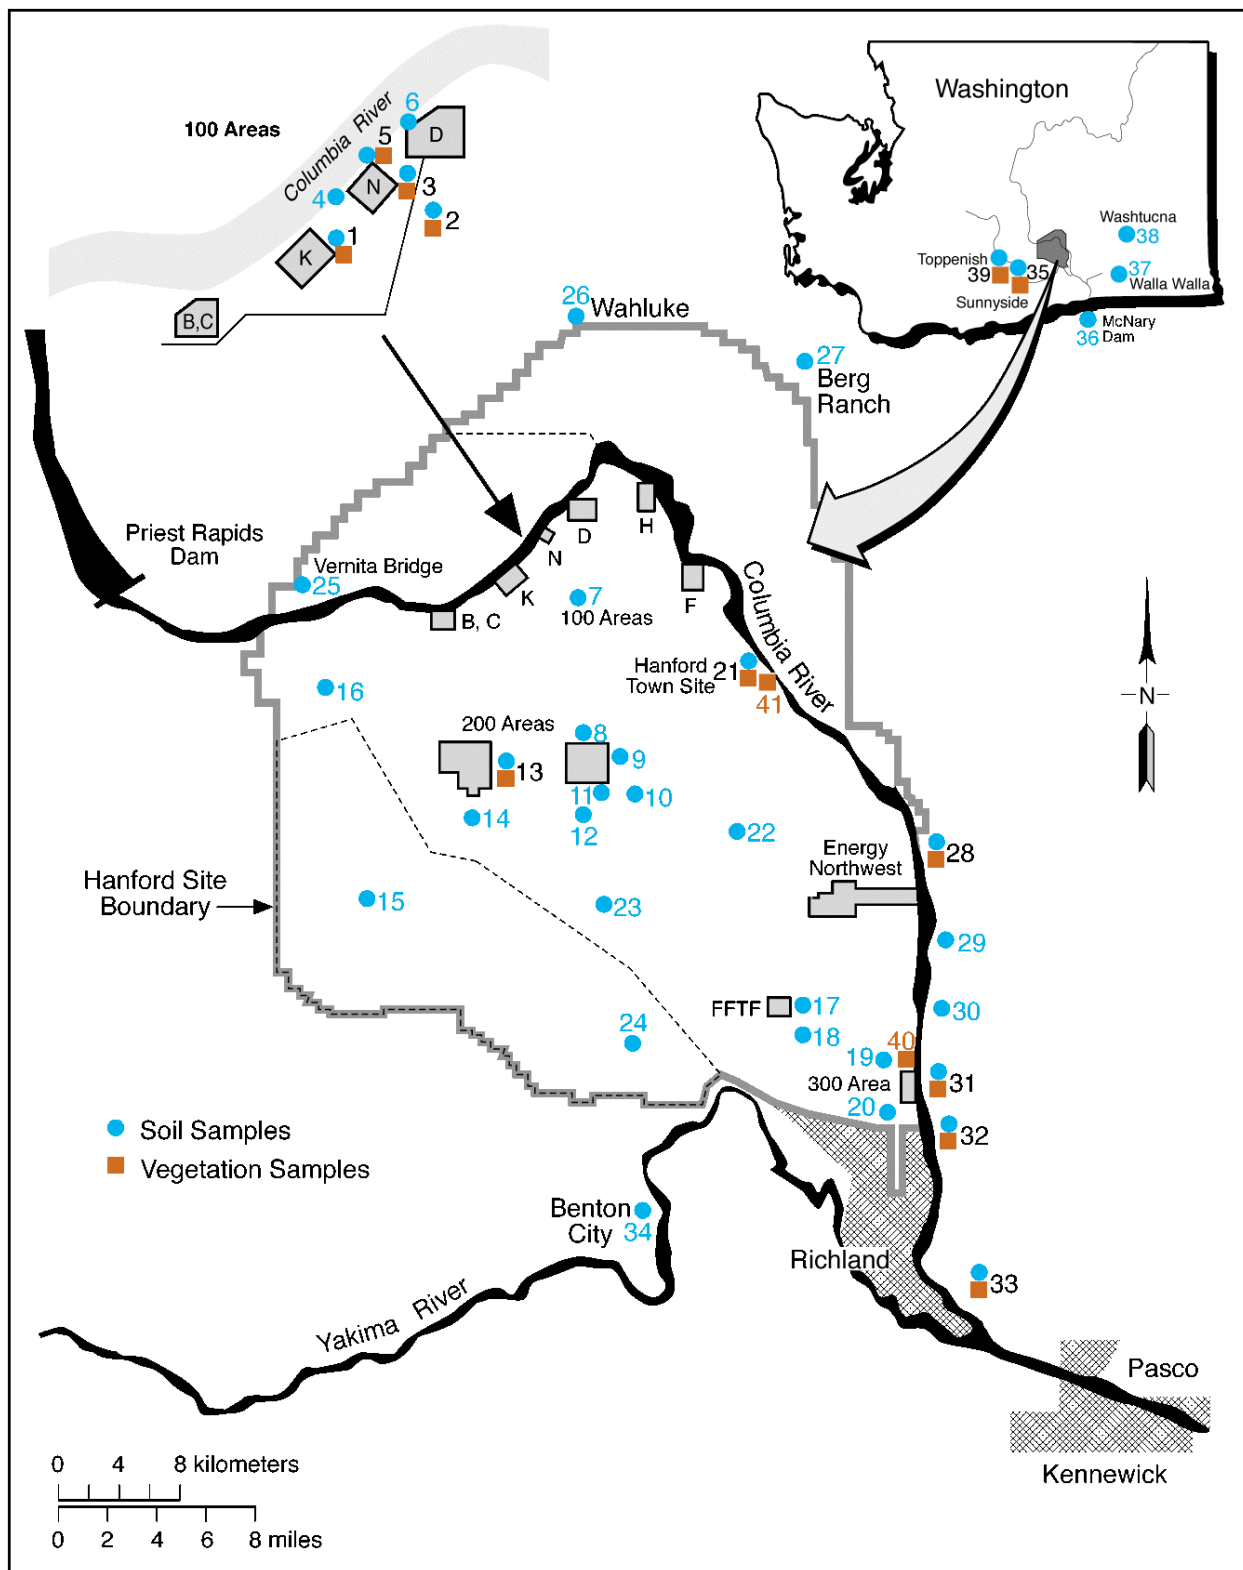 100 Areas
Columbia River
6
D
5
N
3
4
2
1
K
B,C
Washington
Washtucna
38
Toppenish
39
35
Sunnyside
37
Walla Walla
36
McNary
Dam
26
Wahluke
27
Berg
Ranch
Priest Rapids
Dam
Vernita Bridge
25
H
D
N
K
B, C
F
7
100 Areas
Columbia River
Hanford
Town Site
21
41
N
16
200 Areas
8
9
13
11
10
14
12
22
Energy
Northwest
28
Hanford Site
Boundary
15
23
29
FFTF
17
30
24
18
40
19
300 Area
31
20
32
Soil Samples
Vegetation Samples
Benton
City
34
Richland
33
Yakima River
Pasco
Kennewick
0 4 8 kilometers
0 2 4 6 8 miles